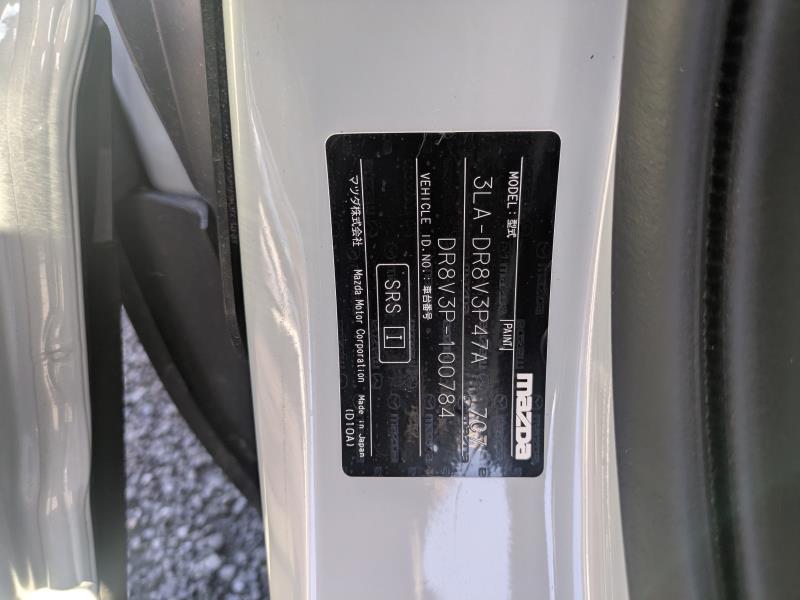 mazDa
MODEL: 型式
PAINT
3LA-DR8V3P47A
VEHICLE ID.NO.: 車台番号
DR8V3P-100784
SRS I
マツダ株式会社 Mazda Motor Corporation Made in Japan
(D10A)